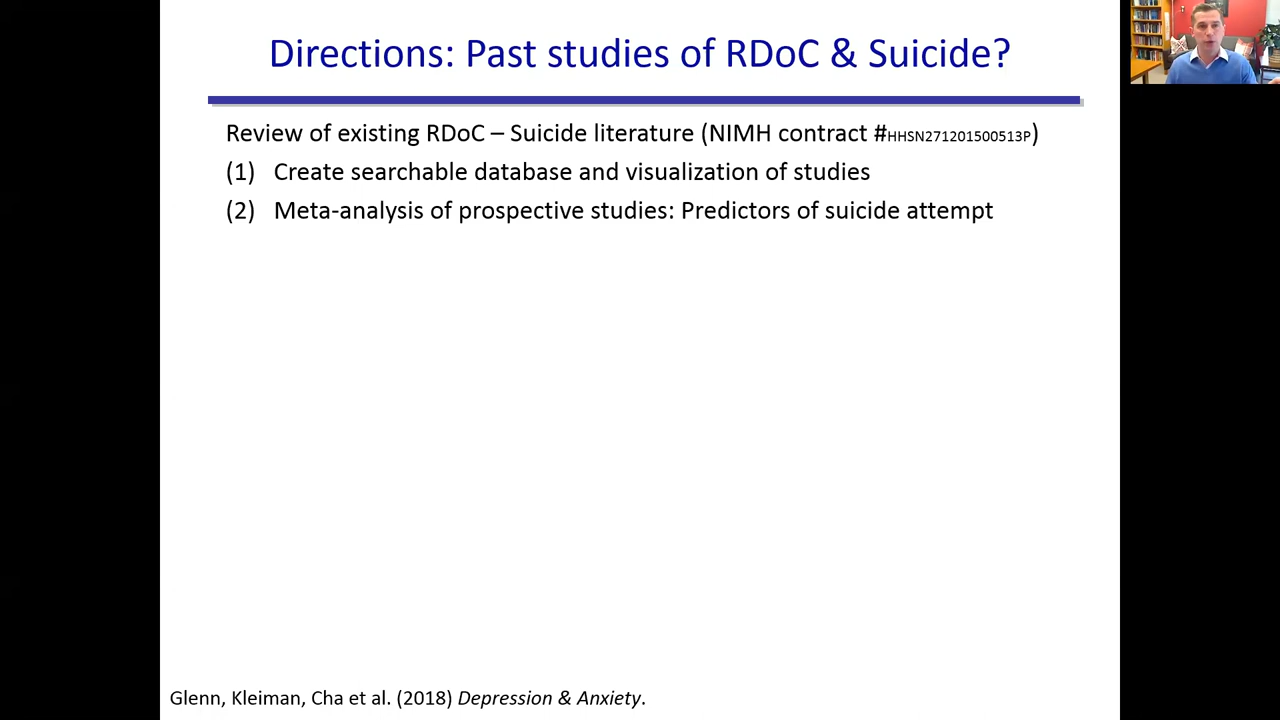 Directions: Past studies of RDoC & Suicide?
Review of existing RDoC – Suicide literature (NIMH contract #HHSN271201500513P)
(1) Create searchable database and visualization of studies
(2) Meta-analysis of prospective studies: Predictors of suicide attempt
Glenn, Kleiman, Cha et al. (2018) Depression & Anxiety.